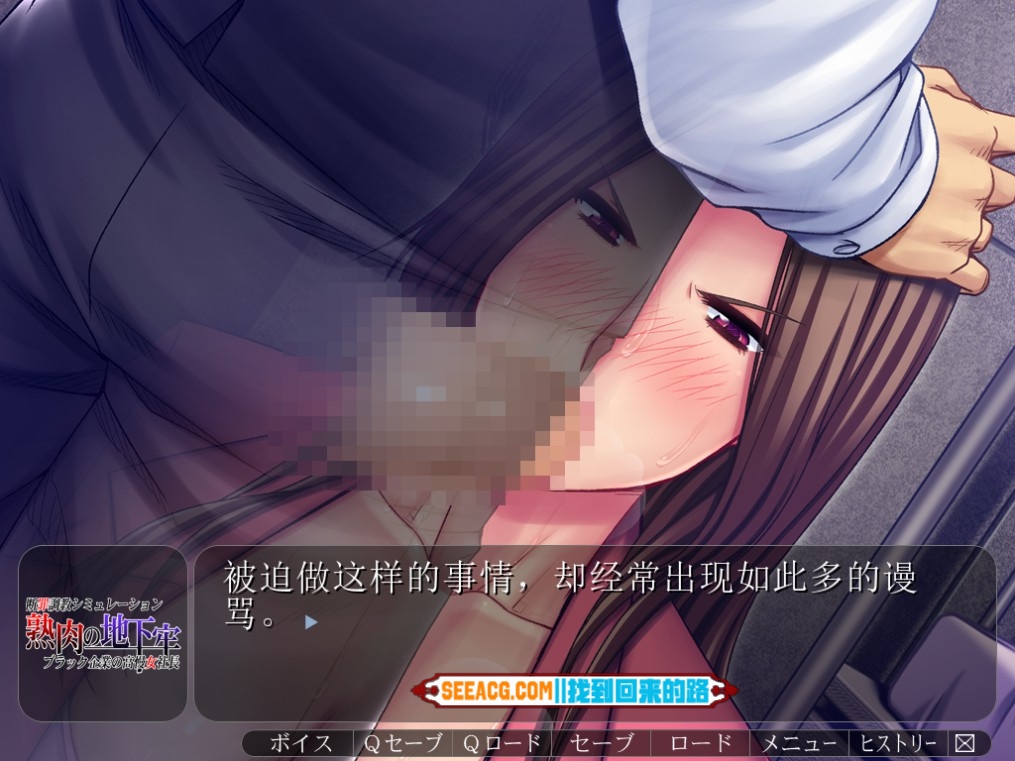 被迫做这样的事情，却经常出现如此多的谩
骂。
断罪調教シミュレーション
熟肉の地下牢
ブラック企業の高慢女社長
SEEACG.COM||找到回来的路
ボイス Qセーブ Qロード セーブ ロード メニュー ヒストリー